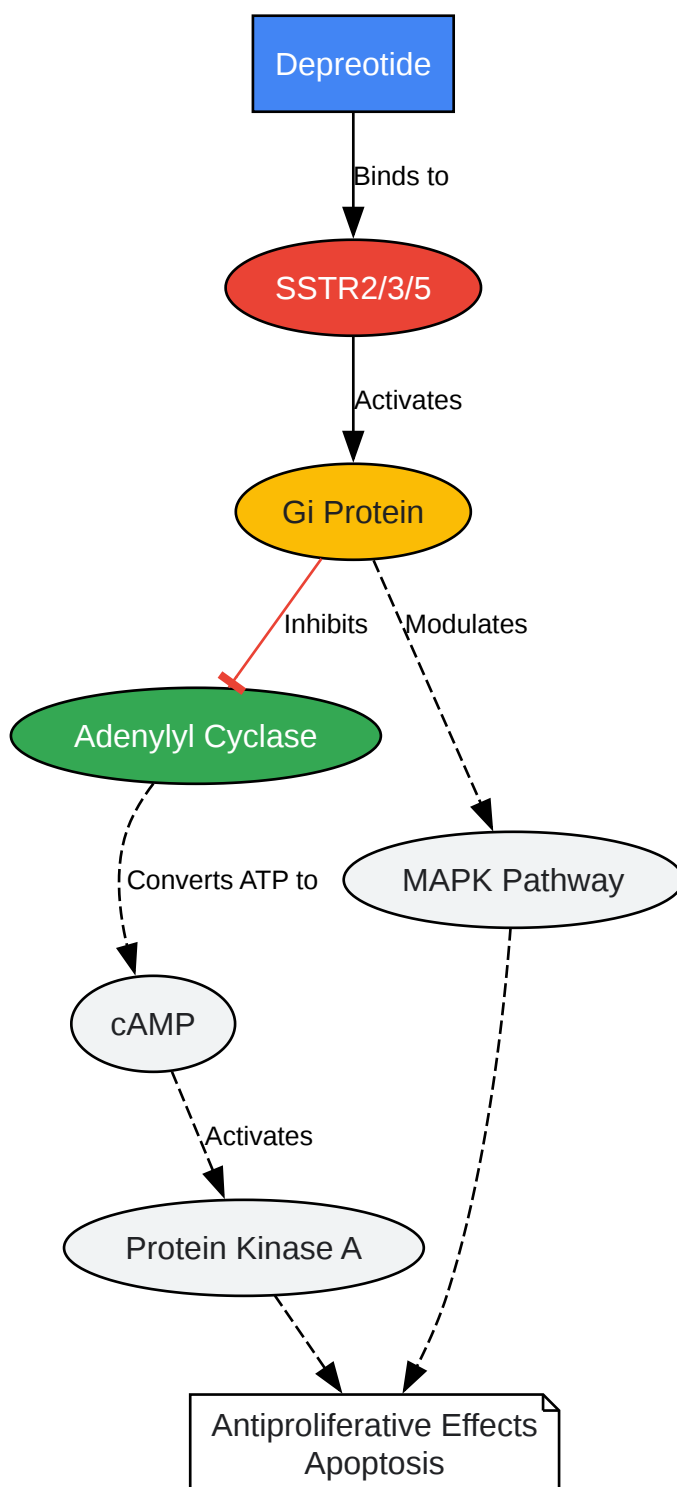 Depreotide
Binds to
SSTR2/3/5
Activates
Gi Protein
Inhibits
Modulates
Adenylyl Cyclase
Converts ATP to
MAPK Pathway
cAMP
Activates
Protein Kinase A
Antiproliferative Effects
Apoptosis